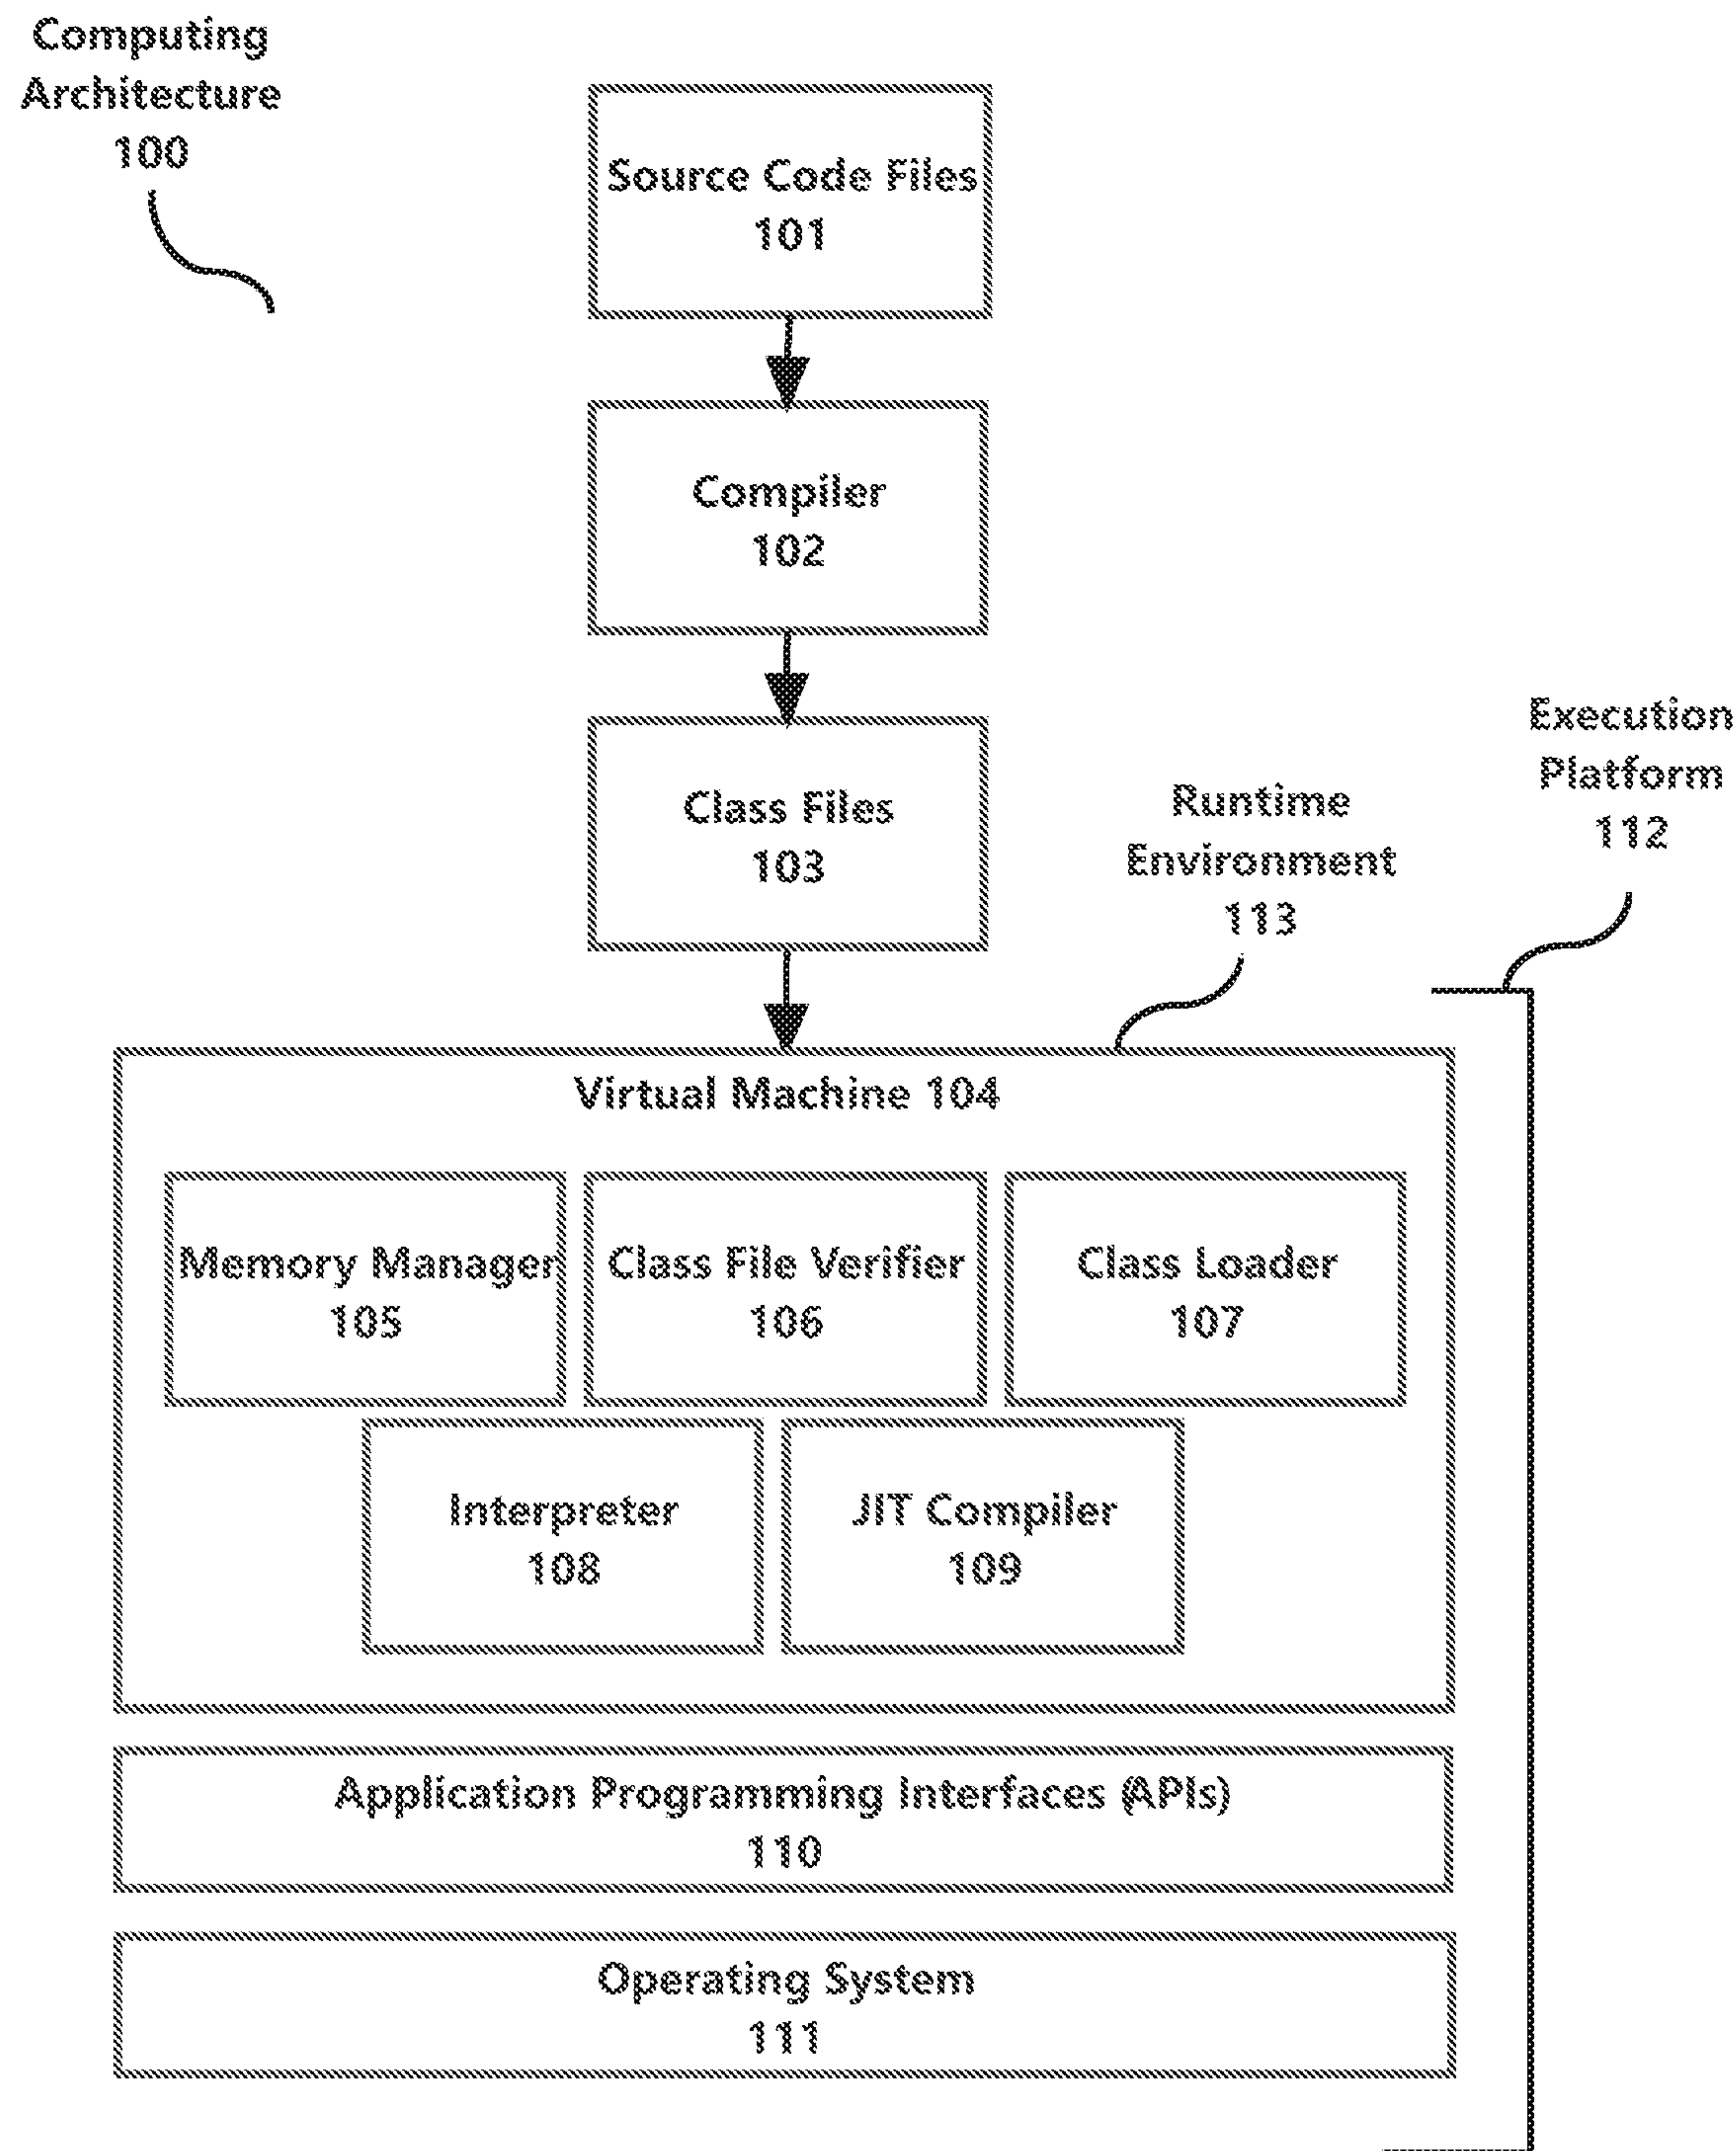 Computing
Architecture
100
Source Code Files
101
Compiler
102
Class Files
103
Execution
Platform
112
Runtime
Environment
113
Virtual Machine 104
Memory Manager
105
Class File Verifier
106
Class Loader
107
Interpreter
108
JIT Compiler
109
Application Programming Interfaces (APIs)
110
Operating System
111